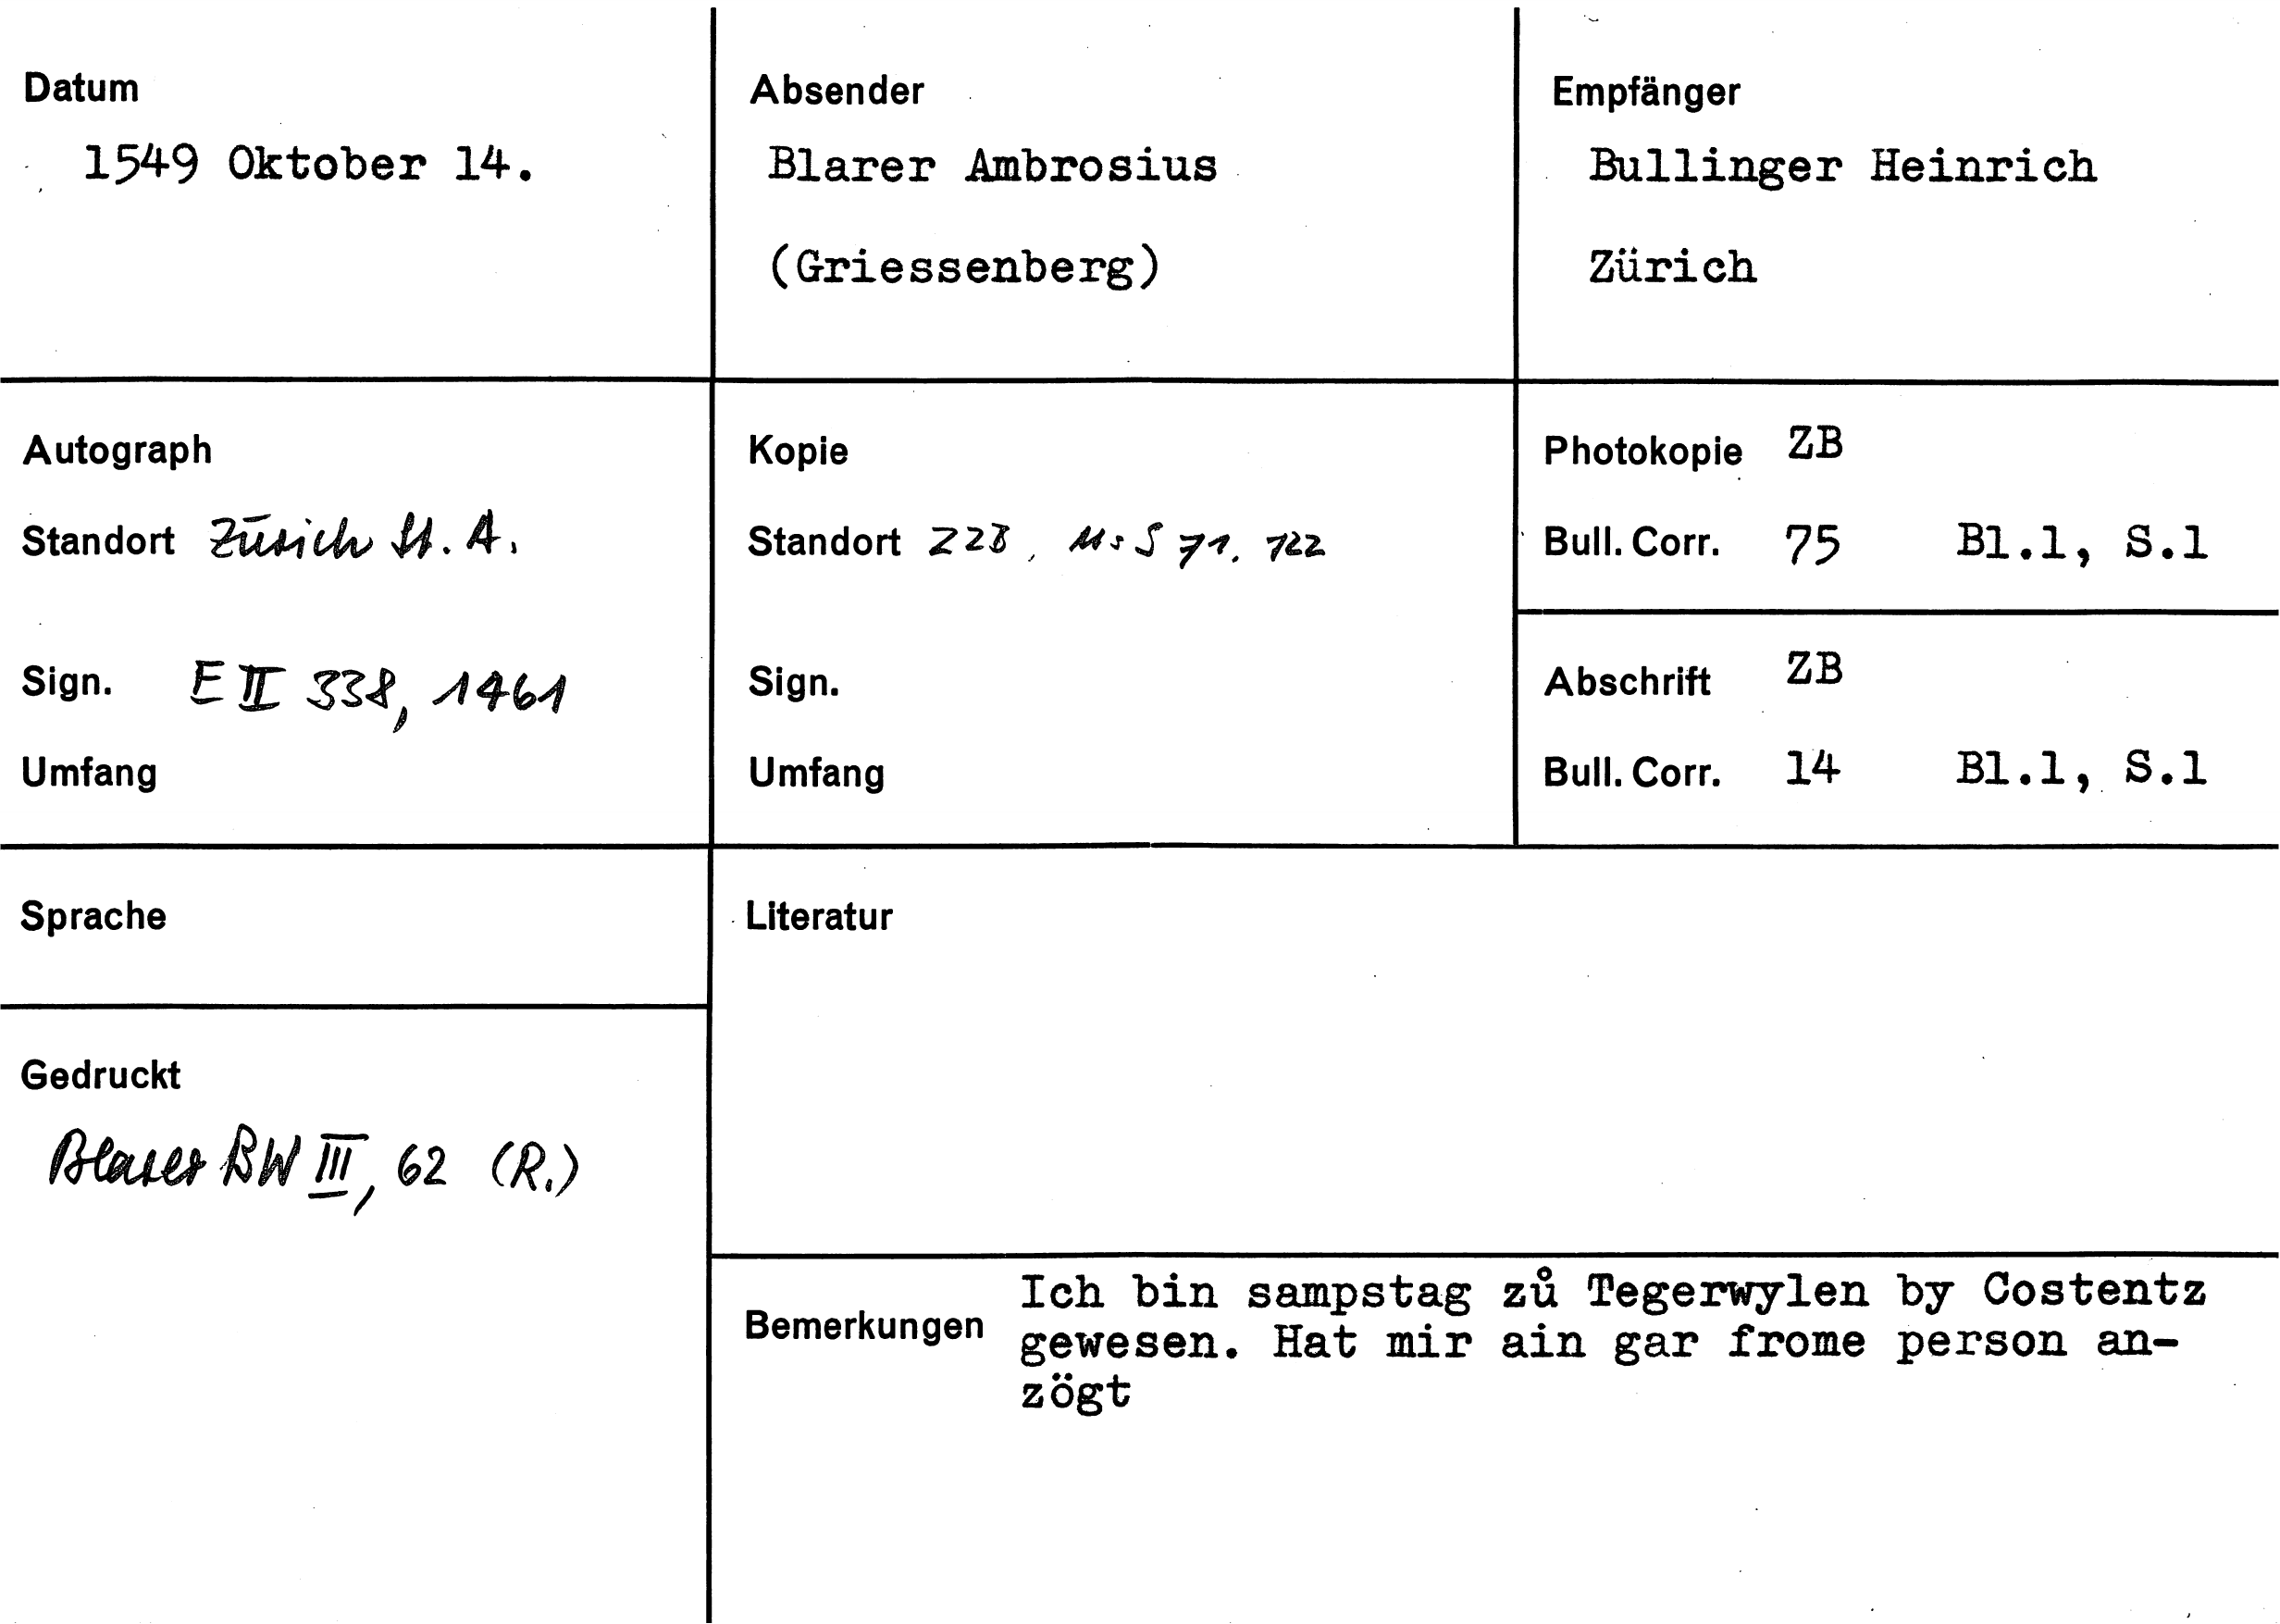 Datum
1549 Oktober 14.
Absender
Blarer Ambrosius
(Griessenberg)
Empfänger
Bullinger Heinrich
Zürich
Autograph
Standort Zürich St. A.
Sign. E II 338, 1461
Umfang
Kopie
Standort ZZB, Ms S 71. 122
Sign.
Umfang
Photokopie ZB
Bull. Corr. 75 Bl.1, S.1
Abschrift ZB
Bull. Corr. 14 Bl.1, S.1
Sprache
Literatur
Gedruckt
Blarer BW III, 62 (R.)
Bemerkungen
Ich bin sampstag zů Tegerwylen by Costentz
gewesen. Hat mir ain gar frome person an-
zögt